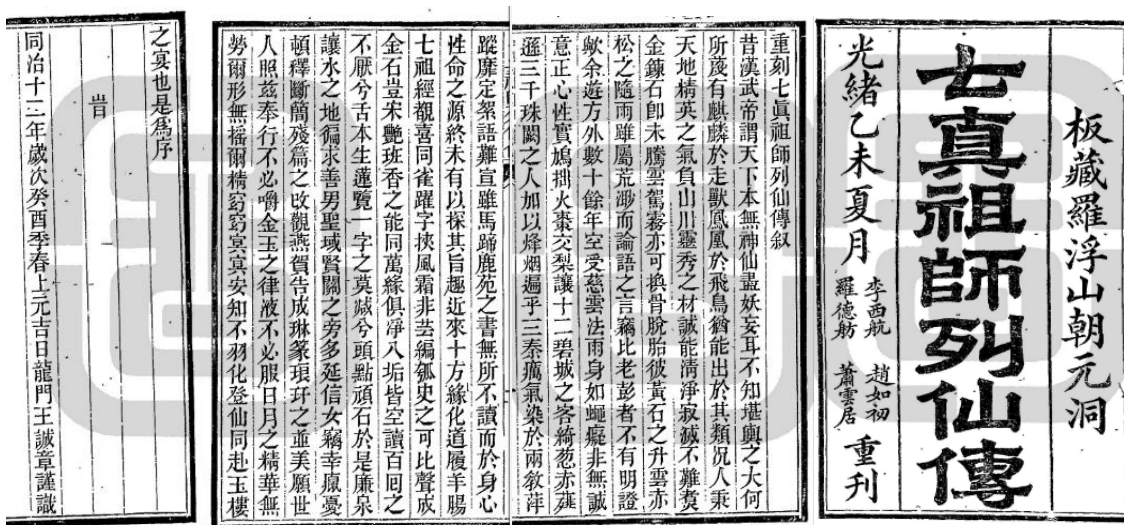 板藏羅浮山朝元洞
七真祖師列仙傳
光緒乙未夏月
李西航
羅德舫
趙如初
蕭雲居
重刊
重刻七眞祖師列仙傳叙
昔漢武帝謂天下本無神仙盡妖妄耳不知堪輿之大何
所蔑有麒麟於走獸鳳凰於飛鳥猶能出於其類况人秉
天地精英之氣負山川靈秀之材誠能清淨寂滅不難煑
金鍊石卽未騰雲駕霧亦可換骨脫胎彼黃石之升雲赤
松之隨雨雖屬荒渺而論語之言竊比老彭者不有明證
歟余遊方外數十餘年空受慈雲法雨身如蠅癡非無誠
意正心性實鳩拙火棗交梨讓十二碧城之客綺葱赤薤
遜三千珠闕之人加以烽烟遍乎三秦癘氣染於兩敎萍
蹤靡定絮語難宣雖馬蹄鹿苑之書無所不讀而於身心
性命之源終未有以探其旨趣近來十方緣化道履羊腸
七祖經觀喜同雀躍字挾風霜非芸編瓠史之可比聲成
金石豈宋艷班香之能同萬緣俱凈八垢皆空讀百囘之
不厭兮舌本生蓮覽一字之莫减兮頭點頑石於是廉泉
讓水之地徧求善男聖域賢關之旁多延信女竊幸鳬憂
頓釋斷簡殘篇之攺觀燕賀告成琳篆琅玕之並美願世
人照玆奉行不必嚼金玉之律液不必服日月之精華無
勞爾形無搖爾精窈窈冥冥安知不羽化登仙同赴玉樓
之宴也是爲序
旹
同治十二年歲次癸酉季春上元吉日龍門王誠章謹識